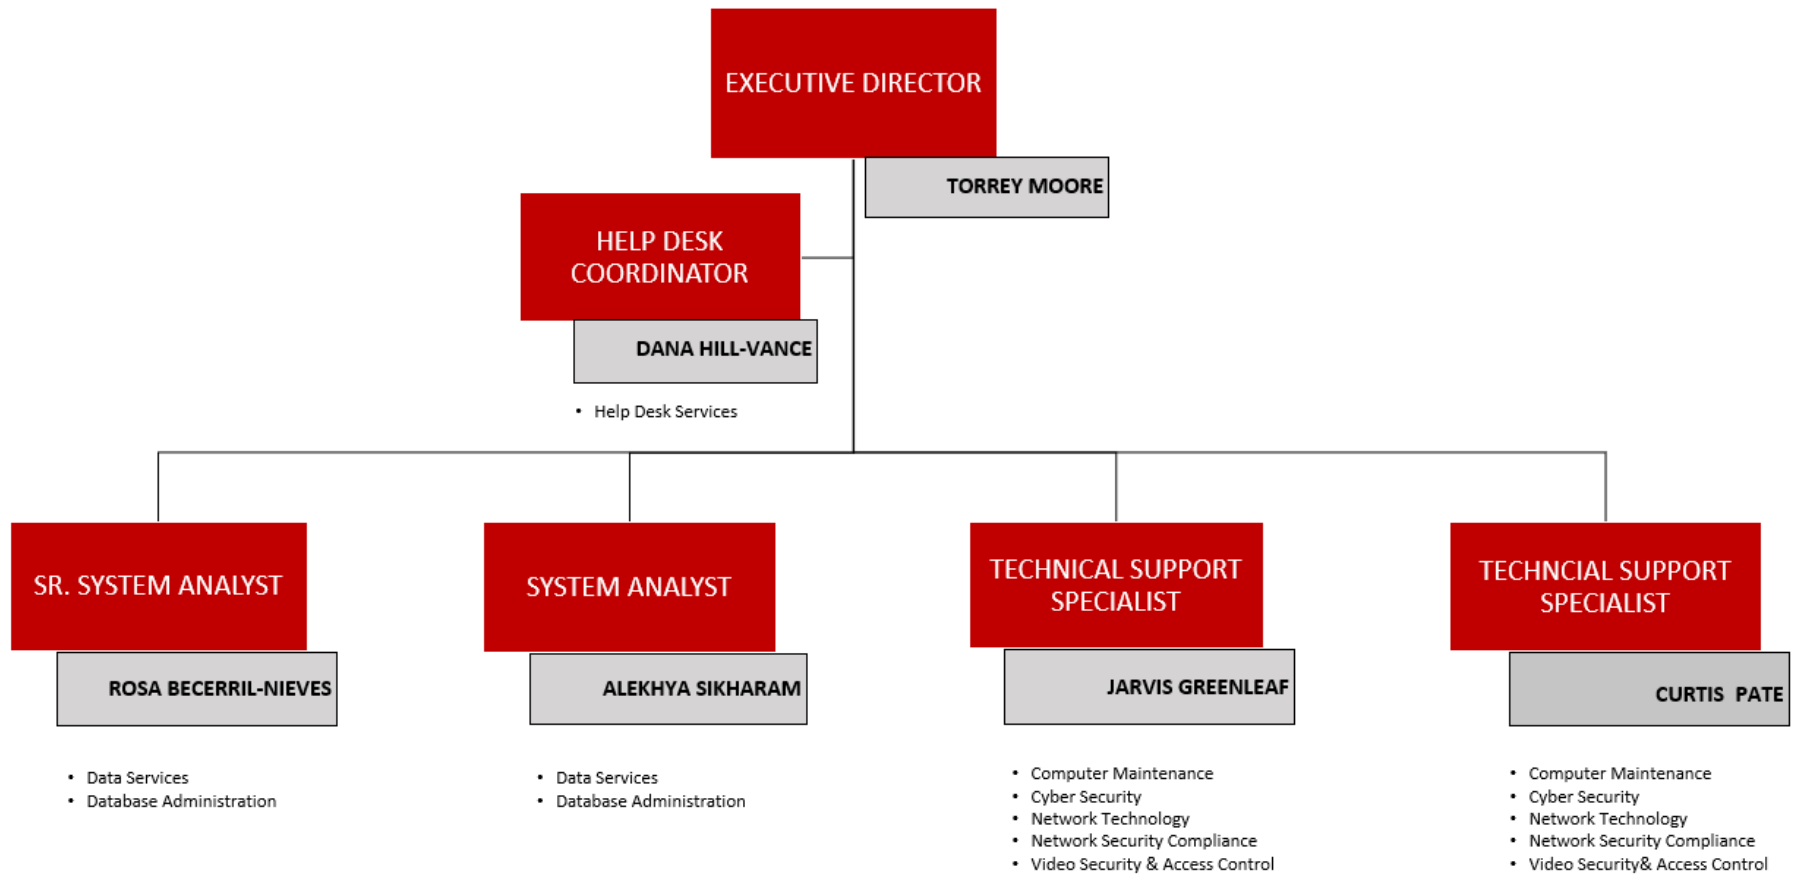 EXECUTIVE DIRECTOR
TORREY MOORE
HELP DESK
COORDINATOR
DANA HILL-VANCE
• Help Desk Services
SR. SYSTEM ANALYST
ROSA BECERRIL-NIEVES
• Data Services
• Database Administration
SYSTEM ANALYST
ALEKHYA SIKHARAM
• Data Services
• Database Administration
TECHNICAL SUPPORT
SPECIALIST
JARVIS GREENLEAF
• Computer Maintenance
• Cyber Security
• Network Technology
• Network Security Compliance
• Video Security & Access Control
TECHNCIAL SUPPORT
SPECIALIST
CURTIS  PATE
• Computer Maintenance
• Cyber Security
• Network Technology
• Network Security Compliance
• Video Security& Access Control